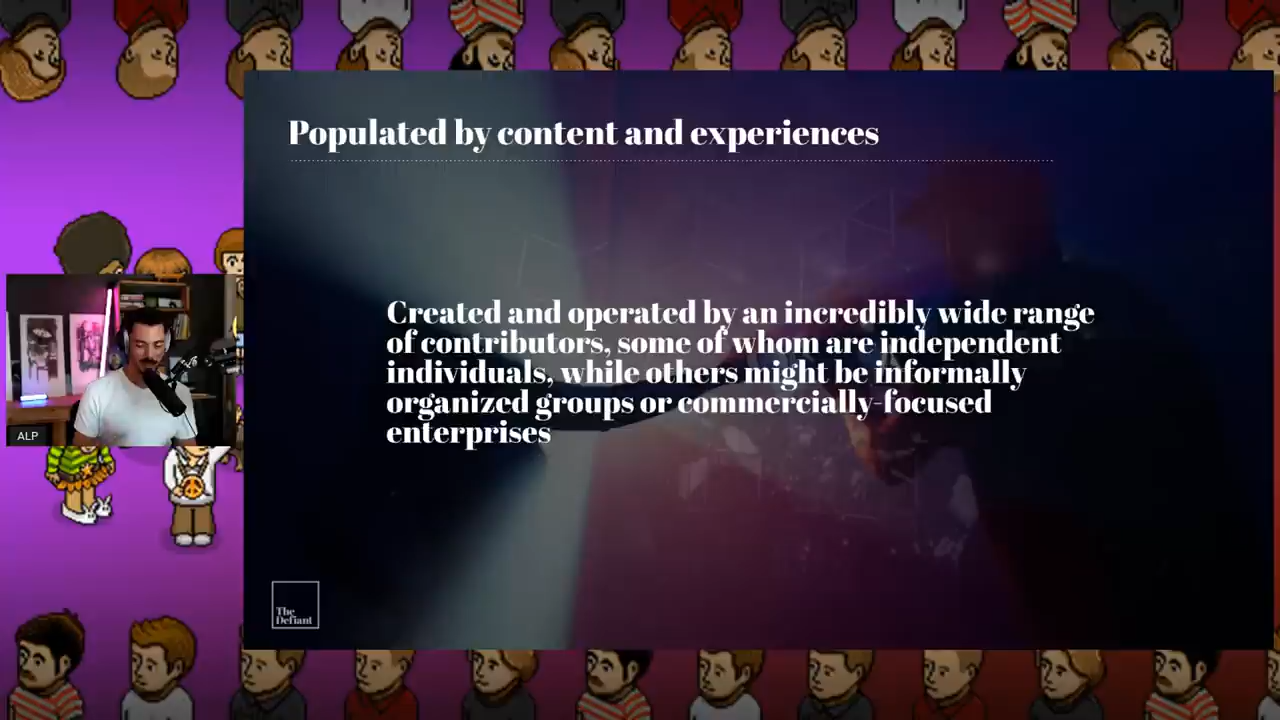 Populated by content and experiences
Created and operated by an incredibly wide range
of contributors, some of whom are independent
individuals, while others might be informally
organized groups or commercially-focused
enterprises
ALP
The
Defiant